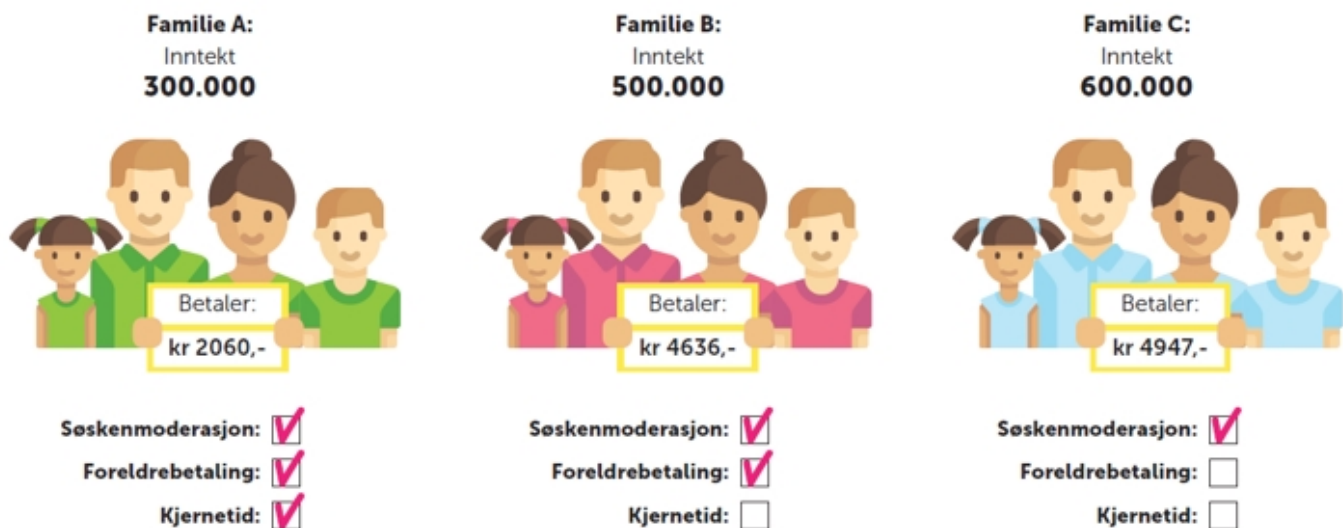 Familie A:
Inntekt
300.000
Betaler:
kr 2060,-
Søskenmoderasjon:
Foreldrebetaling:
Kjernetid:
Familie B:
Inntekt
500.000
Betaler:
kr 4636,-
Søskenmoderasjon:
Foreldrebetaling:
Kjernetid:
Familie C:
Inntekt
600.000
Betaler:
kr 4947,-
Søskenmoderasjon:
Foreldrebetaling:
Kjernetid: